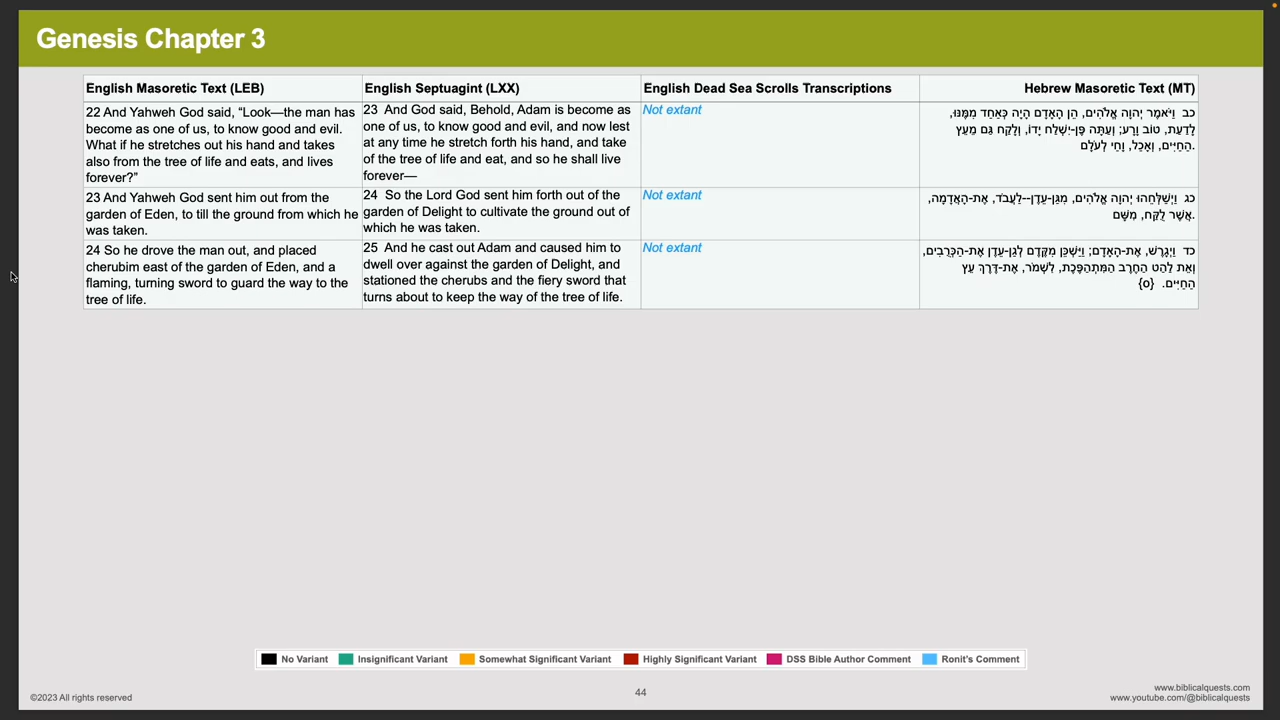 Genesis Chapter 3
English Masoretic Text (LEB)
English Septuagint (LXX)
English Dead Sea Scrolls Transcriptions
Hebrew Masoretic Text (MT)
22 And Yahweh God said, “Look—the man has
become as one of us, to know good and evil.
What if he stretches out his hand and takes
also from the tree of life and eats, and lives
forever?”
23 And God said, Behold, Adam is become as
one of us, to know good and evil, and now lest
at any time he stretch forth his hand, and take
of the tree of life and eat, and so he shall live
forever—
Not extant
כב וַיֹּאמֶר יְהוָה אֱלֹהִים, הֵן הָאָדָם הָיָה כְּאַחַד מִמֶּנּוּ,
לָדַעַת, טוֹב וָרָע; וְעַתָּה פֶּן-יִשְׁלַח יָדוֹ, וְלָקַח גַּם מֵעֵץ
הַחַיִּים, וְאָכַל, וָחַי לְעֹלָם.
23 And Yahweh God sent him out from the
garden of Eden, to till the ground from which he
was taken.
24 So the Lord God sent him forth out of the
garden of Delight to cultivate the ground out of
which he was taken.
Not extant
כג וַיְשַׁלְּחֵהוּ יְהוָה אֱלֹהִים, מִגַּן-עֵדֶן--לַעֲבֹד, אֶת-הָאֲדָמָה,
אֲשֶׁר לֻקַּח, מִשָּׁם.
24 So he drove the man out, and placed
cherubim east of the garden of Eden, and a
flaming, turning sword to guard the way to the
tree of life.
25 And he cast out Adam and caused him to
dwell over against the garden of Delight, and
stationed the cherubs and the fiery sword that
turns about to keep the way of the tree of life.
Not extant
כד וַיְגָרֶשׁ, אֶת-הָאָדָם; וַיַּשְׁכֵּן מִקֶּדֶם לְגַן-עֵדֶן אֶת-הַכְּרֻבִים,
וְאֵת לַהַט הַחֶרֶב הַמִּתְהַפֶּכֶת, לִשְׁמֹר, אֶת-דֶּרֶךְ עֵץ
הַחַיִּים. {ס}
No Variant
Insignificant Variant
Somewhat Significant Variant
Highly Significant Variant
DSS Bible Author Comment
Ronit’s Comment
©2023 All rights reserved
44
www.biblicalquests.com
www.youtube.com/@biblicalquests